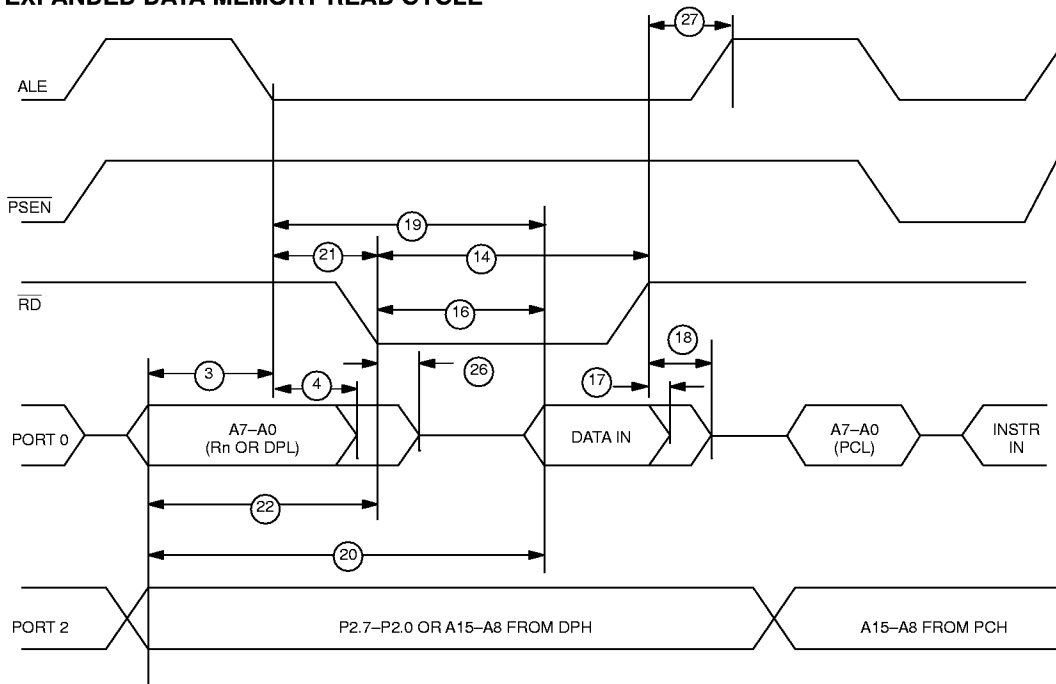 EXPANDED DATA MEMORY READ CYCLE
27
ALE
PSEN
19
21
14
RD
16
18
3
4
26
17
PORT 0
A7–A0
(Rn OR DPL)
DATA IN
A7–A0
(PCL)
INSTR
IN
22
20
PORT 2
P2.7–P2.0 OR A15–A8 FROM DPH
A15–A8 FROM PCH